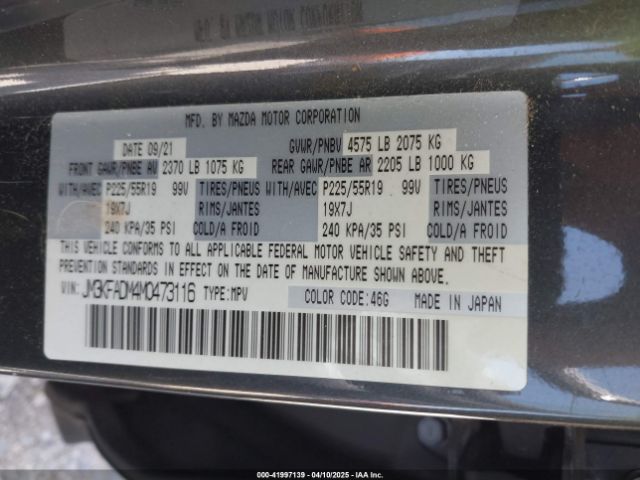 MFD. BY MAZDA MOTOR CORPORATION
DATE 09/21 GVWR/PNBV 4575 LB 2075 KG
FRONT GAWR/PNBE AV 2370 LB 1075 KG REAR GAWR/PNBE AR 2205 LB 1000 KG
WITH/AVEC P225/55R19 99V TIRES/PNEUS WITH/AVEC P225/55R19 99V TIRES/PNEUS
19X7J RIMS/JANTES 19X7J RIMS/JANTES
240 KPA/35 PSI COLD/A FROID 240 KPA/35 PSI COLD/A FROID
THIS VEHICLE CONFORMS TO ALL APPLICABLE FEDERAL MOTOR VEHICLE SAFETY AND THEFT
PREVENTION STANDARDS IN EFFECT ON THE DATE OF MANUFACTURE SHOWN ABOVE.
VIN: JM3KFADM4M0473116 TYPE:MPV COLOR CODE:46G MADE IN JAPAN
000-41997139 - 04/10/2025 - IAA Inc.